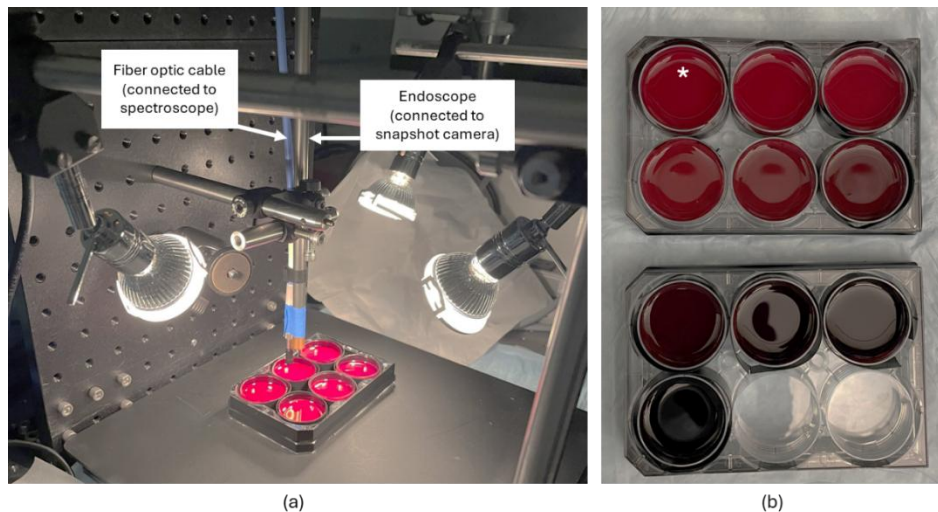 Fiber optic cable
(connected to
spectroscope)
Endoscope
(connected to
snapshot camera)
*
(a)
(b)